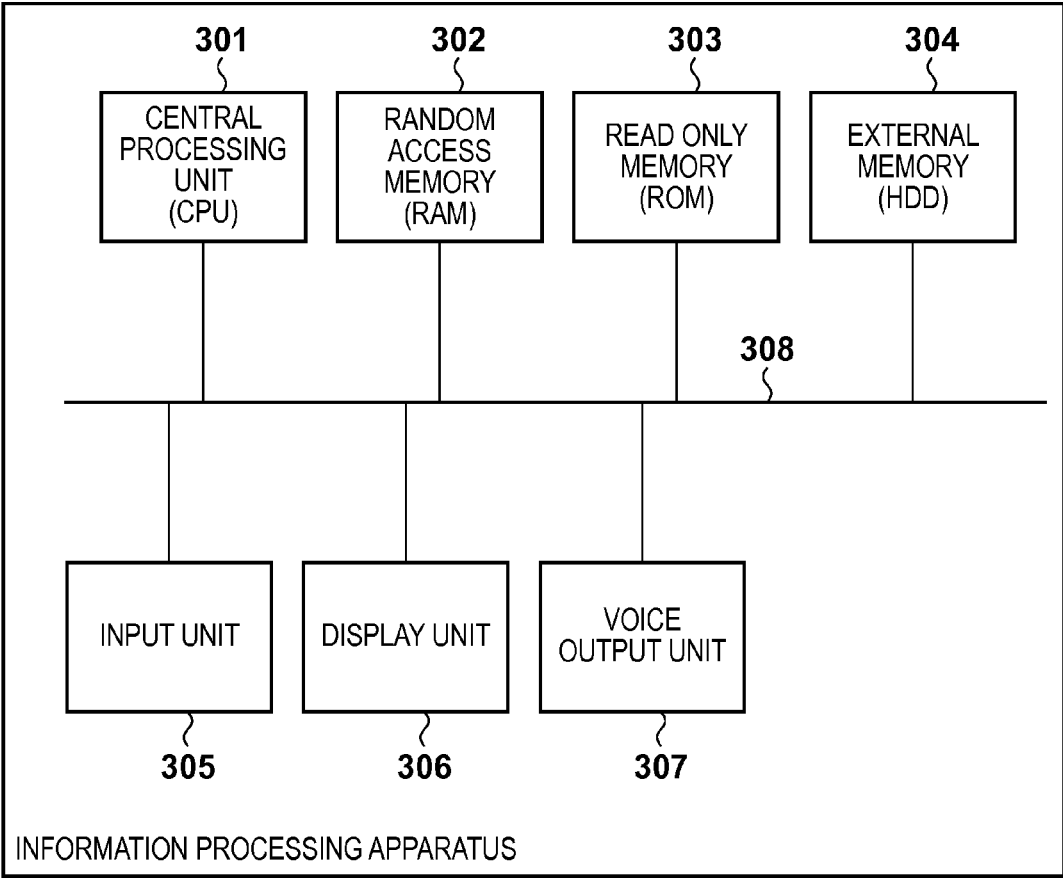 301
302
303
304
CENTRAL
PROCESSING
UNIT
(CPU)
RANDOM
ACCESS
MEMORY
(RAM)
READ ONLY
MEMORY
(ROM)
EXTERNAL
MEMORY
(HDD)
308
INPUT UNIT
DISPLAY UNIT
VOICE
OUTPUT UNIT
305
306
307
INFORMATION PROCESSING APPARATUS